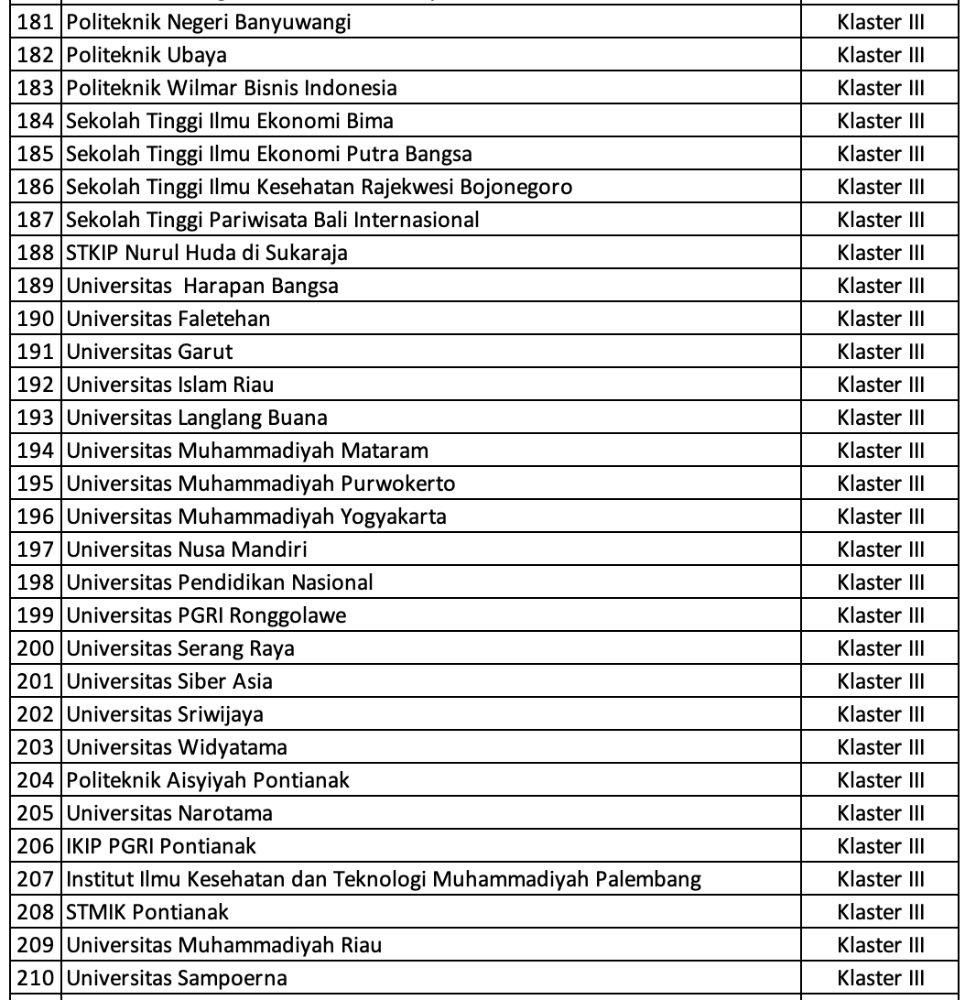 181 Politeknik Negeri Banyuwangi Klaster III
182 Politeknik Ubaya Klaster III
183 Politeknik Wilmar Bisnis Indonesia Klaster III
184 Sekolah Tinggi Ilmu Ekonomi Bima Klaster III
185 Sekolah Tinggi Ilmu Ekonomi Putra Bangsa Klaster III
186 Sekolah Tinggi Ilmu Kesehatan Rajekwesi Bojonegoro Klaster III
187 Sekolah Tinggi Pariwisata Bali Internasional Klaster III
188 STKIP Nurul Huda di Sukaraja Klaster III
189 Universitas  Harapan Bangsa Klaster III
190 Universitas Faletehan Klaster III
191 Universitas Garut Klaster III
192 Universitas Islam Riau Klaster III
193 Universitas Langlang Buana Klaster III
194 Universitas Muhammadiyah Mataram Klaster III
195 Universitas Muhammadiyah Purwokerto Klaster III
196 Universitas Muhammadiyah Yogyakarta Klaster III
197 Universitas Nusa Mandiri Klaster III
198 Universitas Pendidikan Nasional Klaster III
199 Universitas PGRI Ronggolawe Klaster III
200 Universitas Serang Raya Klaster III
201 Universitas Siber Asia Klaster III
202 Universitas Sriwijaya Klaster III
203 Universitas Widyatama Klaster III
204 Politeknik Aisyiyah Pontianak Klaster III
205 Universitas Narotama Klaster III
206 IKIP PGRI Pontianak Klaster III
207 Institut Ilmu Kesehatan dan Teknologi Muhammadiyah Palembang Klaster III
208 STMIK Pontianak Klaster III
209 Universitas Muhammadiyah Riau Klaster III
210 Universitas Sampoerna Klaster III